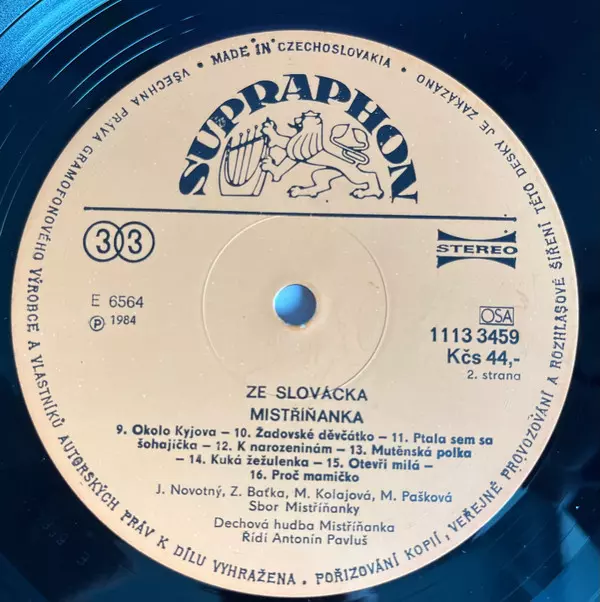 VŠECHNA PRÁVA GRAMOFONOVÉHO VÝROBCE A VLASTNÍKŮ AUTORSKÝCH PRÁV K DÍLU VYHRAŽENA. POŘIZOVÁNÍ KOPIÍ, VEŘEJNÉ PROVOZOVÁNÍ A ROZHLASOVÉ ŠÍŘENÍ TÉTO DESKY JE ZAKÁZÁNO • MADE IN CZECHOSLOVAKIA •
SUPRAPHON
33
STEREO
E 6564
Ⓟ 1984
OSA
1113 3459
Kčs 44,-
2. strana
ZE SLOVÁCKA
MISTŘÍŇANKA
9. Okolo Kyjova – 10. Žadovské děvčátko – 11. Ptala sem sa
šohajíčka – 12. K narozeninám – 13. Mutěnská polka –
– 14. Kuká žežulenka – 15. Otevři milá –
16. Proč mamičko
J. Novotný, Z. Baťka, M. Kolajová, M. Pašková
Sbor Mistříňanky
Dechová hudba Mistříňanka
Řídí Antonín Pavluš